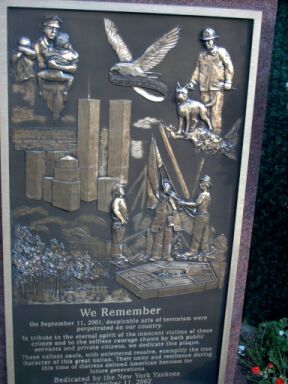 We Remember
On September 11, 2001, despicable acts of terrorism were
perpetrated on our country.
In tribute to the eternal spirit of the innocent victims of these
crimes and to the selfless courage shown by both public
servants and private citizens, we dedicate this plaque.
These valiant souls, with unfettered resolve, exemplify the true
character of this great nation. Their unity and resilience during
this time of distress defined American heroism for
future generations.
Dedicated by the New York Yankees
September 11, 2002